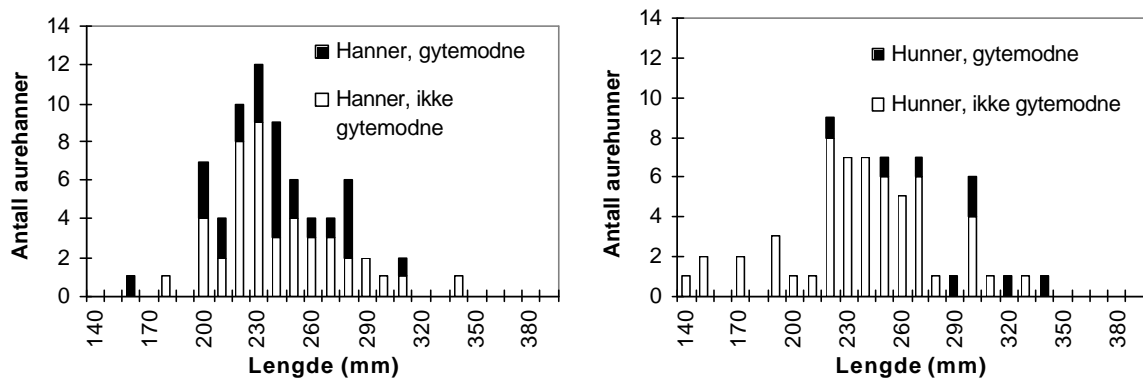 Antall aurehanner
14
12
10
8
6
4
2
0
Hanner, gytemodne
Hanner, ikke
gytemodne
140 170 200 230 260 290 320 350 380
Lengde (mm)
Antall aurehunner
14
12
10
8
6
4
2
0
Hunner, gytemodne
Hunner, ikke gytemodne
140 170 200 230 260 290 320 350 380
Lengde (mm)